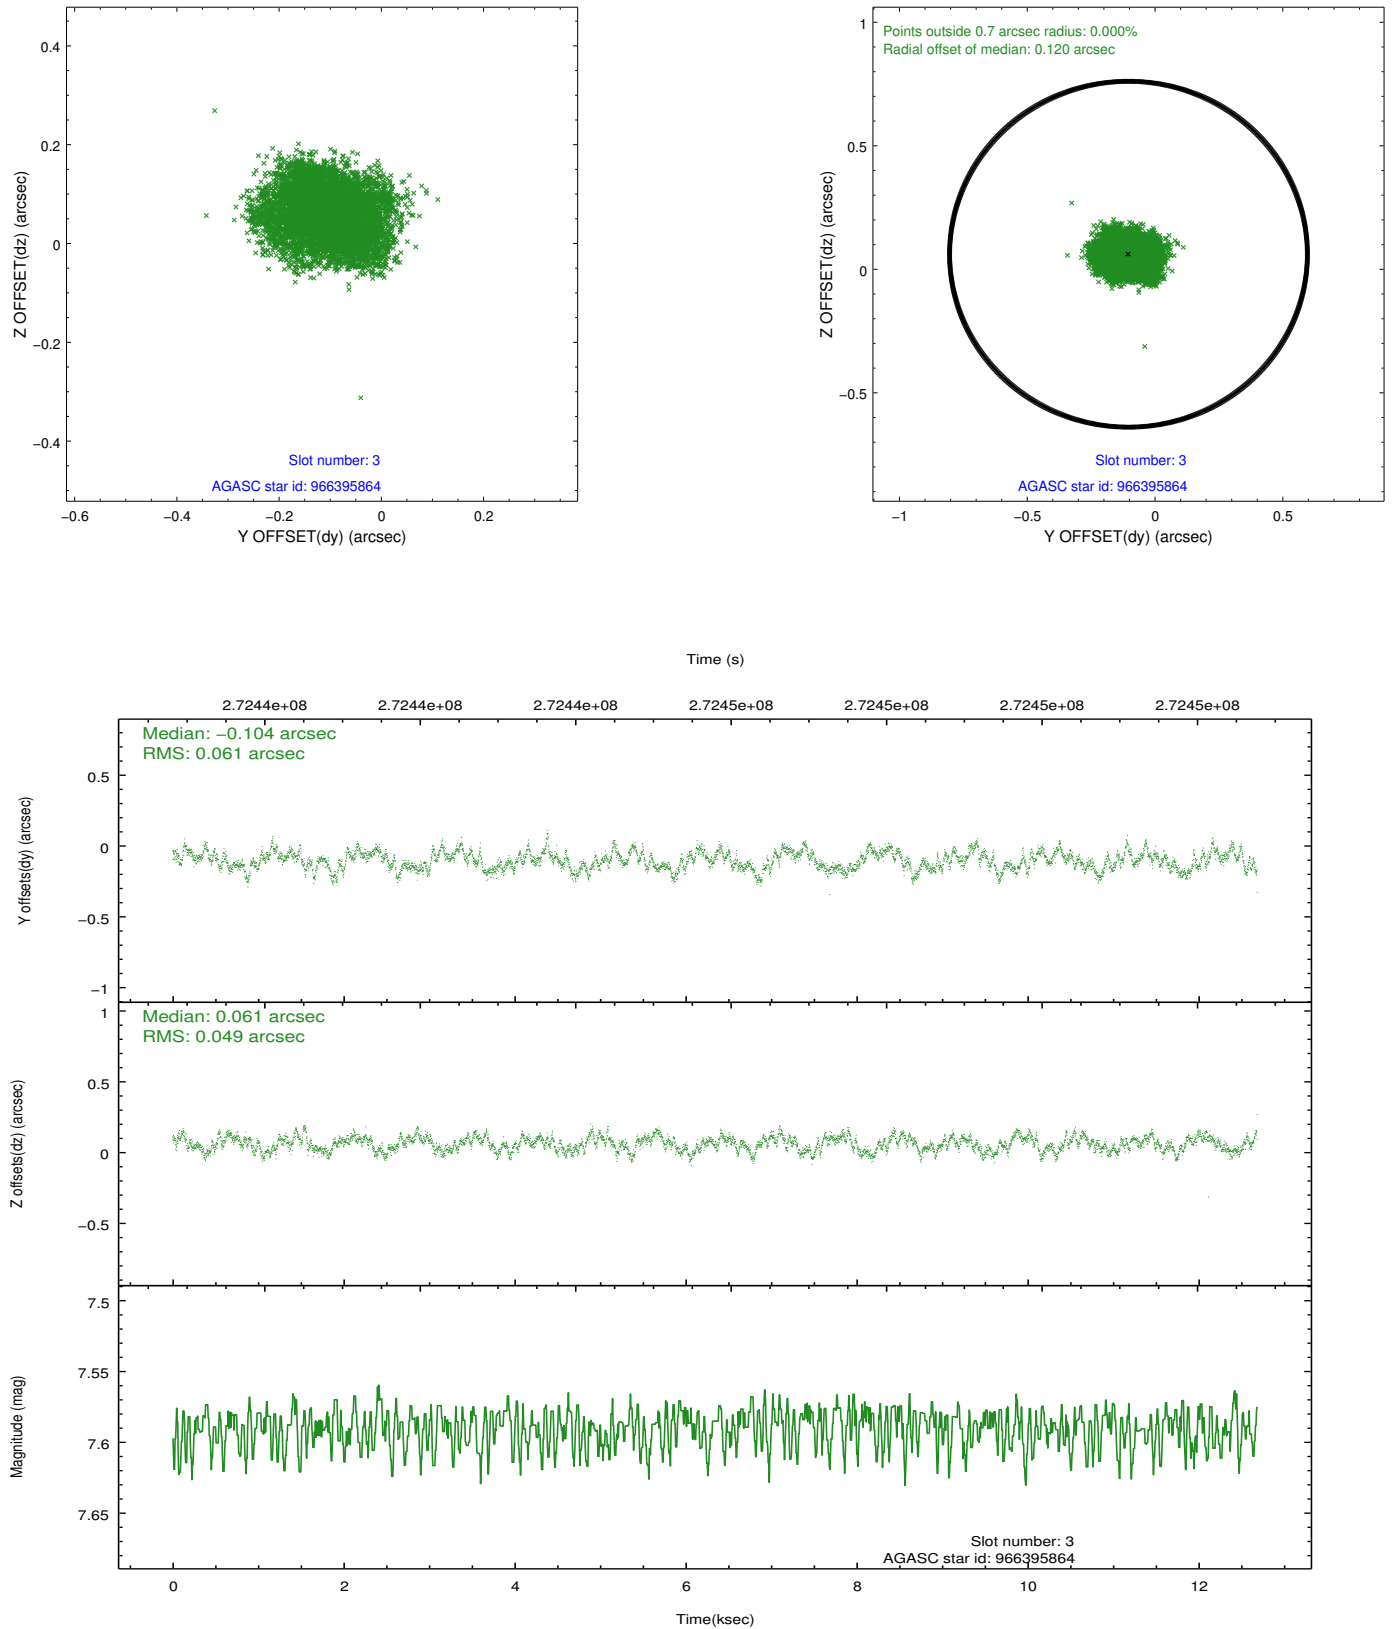 0.4
0.2
0
−0.2
−0.4
Z OFFSET(dz) (arcsec)
Slot number: 3
AGASC star id: 966395864
−0.6
−0.4
−0.2
0
0.2
Y OFFSET(dy) (arcsec)
Points outside 0.7 arcsec radius: 0.000%
Radial offset of median: 0.120 arcsec
1
0.5
0
−0.5
Z OFFSET(dz) (arcsec)
Slot number: 3
AGASC star id: 966395864
−1
−0.5
0
0.5
Y OFFSET(dy) (arcsec)
Time (s)
2.7244e+08
2.7244e+08
2.7244e+08
2.7245e+08
2.7245e+08
2.7245e+08
2.7245e+08
Median: −0.104 arcsec
RMS: 0.061 arcsec
0.5
0
−0.5
−1
Y offsets(dy) (arcsec)
Median: 0.061 arcsec
RMS: 0.049 arcsec
1
0.5
0
−0.5
Z offsets(dz) (arcsec)
7.5
7.55
7.6
7.65
Magnitude (mag)
Slot number: 3
AGASC star id: 966395864
0
2
4
6
8
10
12
Time(ksec)